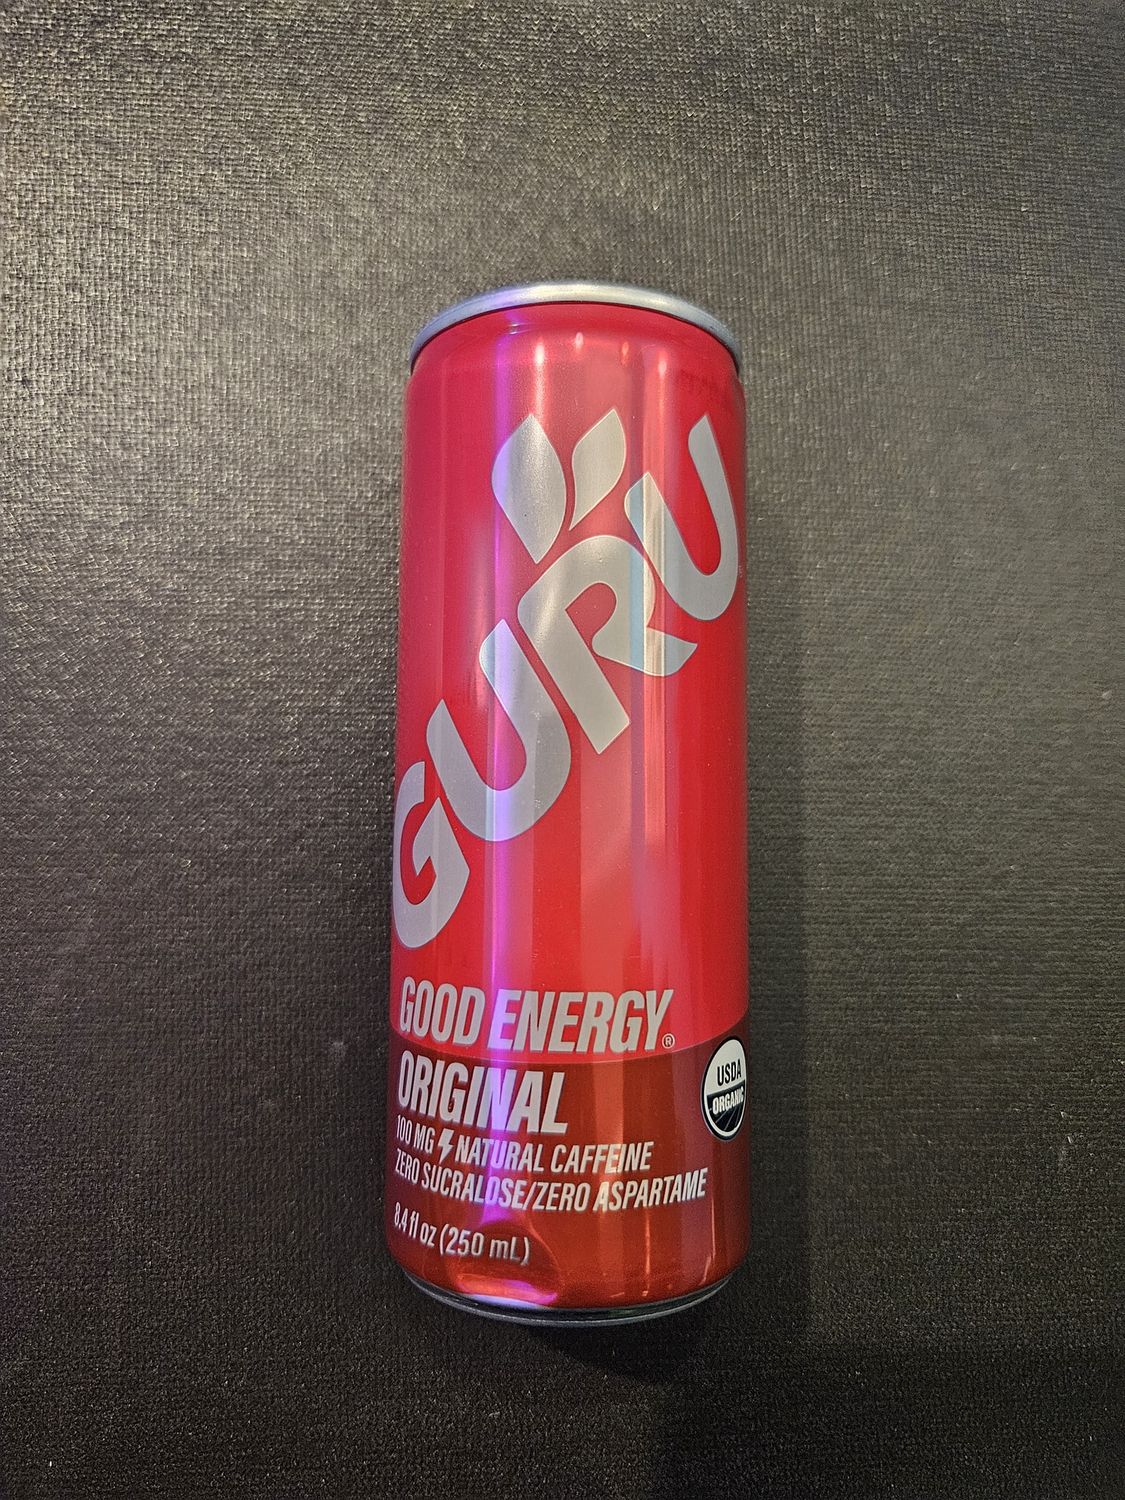 GURU
GOOD ENERGY®
ORIGINAL
100 MG NATURAL CAFFEINE
ZERO SUCRALOSE/ZERO ASPARTAME
8.4 fl oz (250 mL)
USDA
ORGANIC